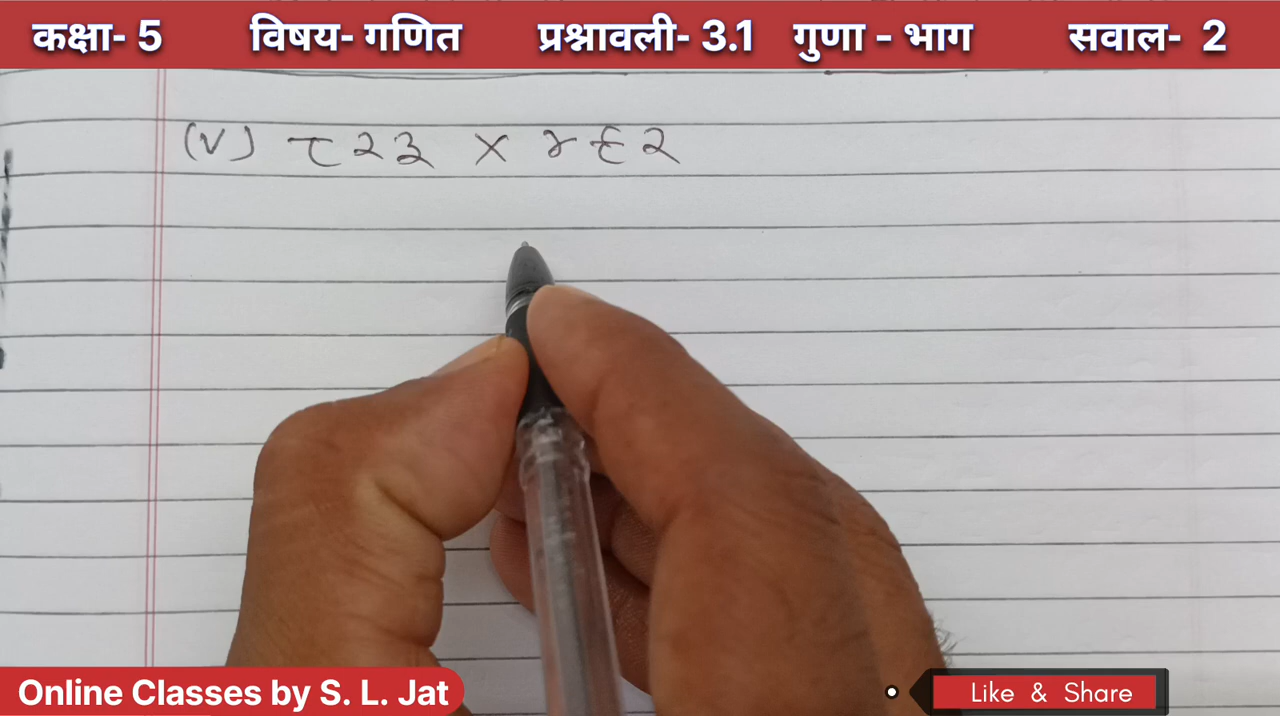 कक्षा- 5 विषय- गणित प्रश्नावली- 3.1 गुणा - भाग सवाल- 2
(V) ८२३ × ४६२
Online Classes by S. L. Jat
Like & Share